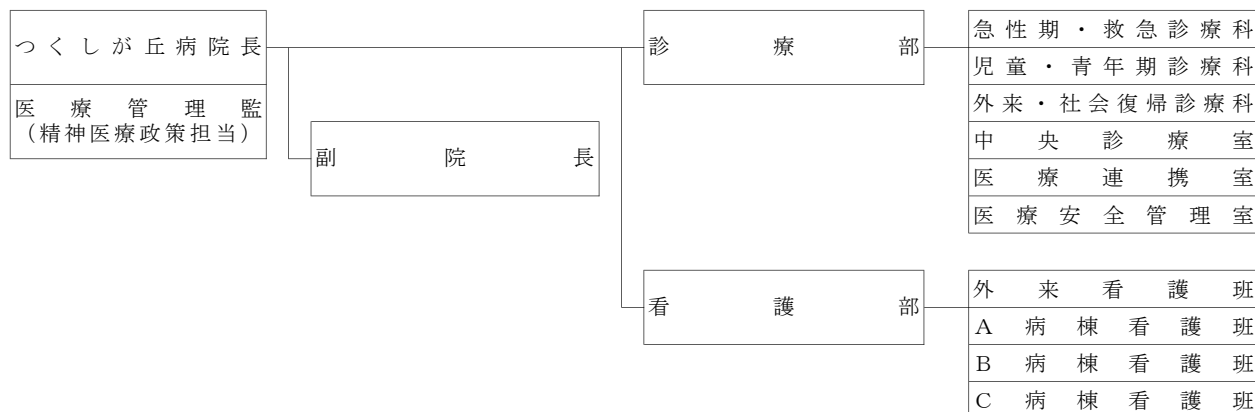 つくしが丘病院長
医療管理監
（精神医療政策担当）
副院長
診療部
急性期・救急診療科
児童・青年期診療科
外来・社会復帰診療科
中央診療室
医療連携室
医療安全管理室
看護部
外来看護班
A病棟看護班
B病棟看護班
C病棟看護班